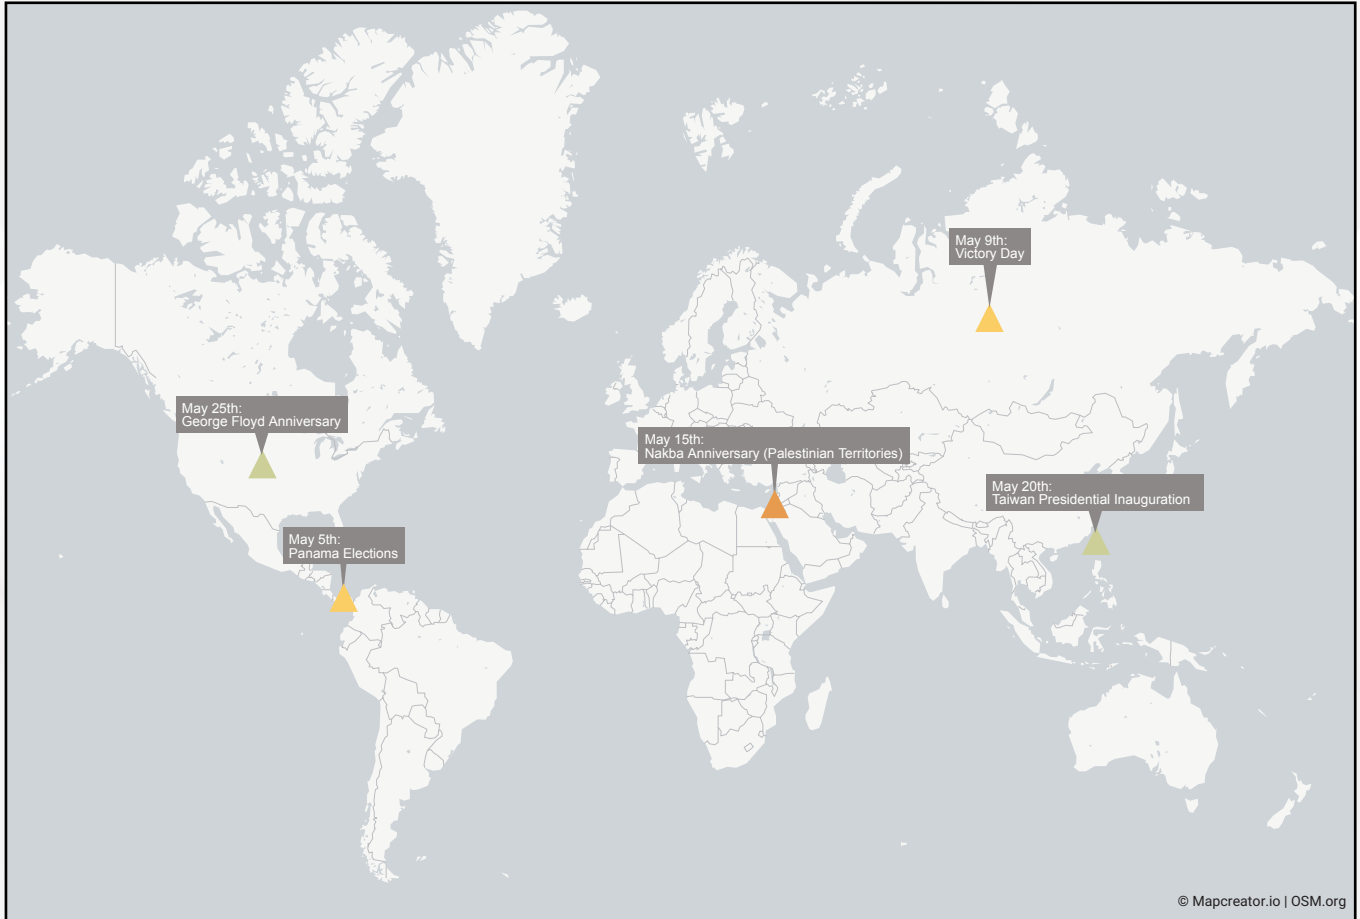 May 9th:
Victory Day
May 25th:
George Floyd Anniversary
May 15th:
Nakba Anniversary (Palestinian Territories)
May 20th:
Taiwan Presidential Inauguration
May 5th:
Panama Elections
© Mapcreator.io | OSM.org